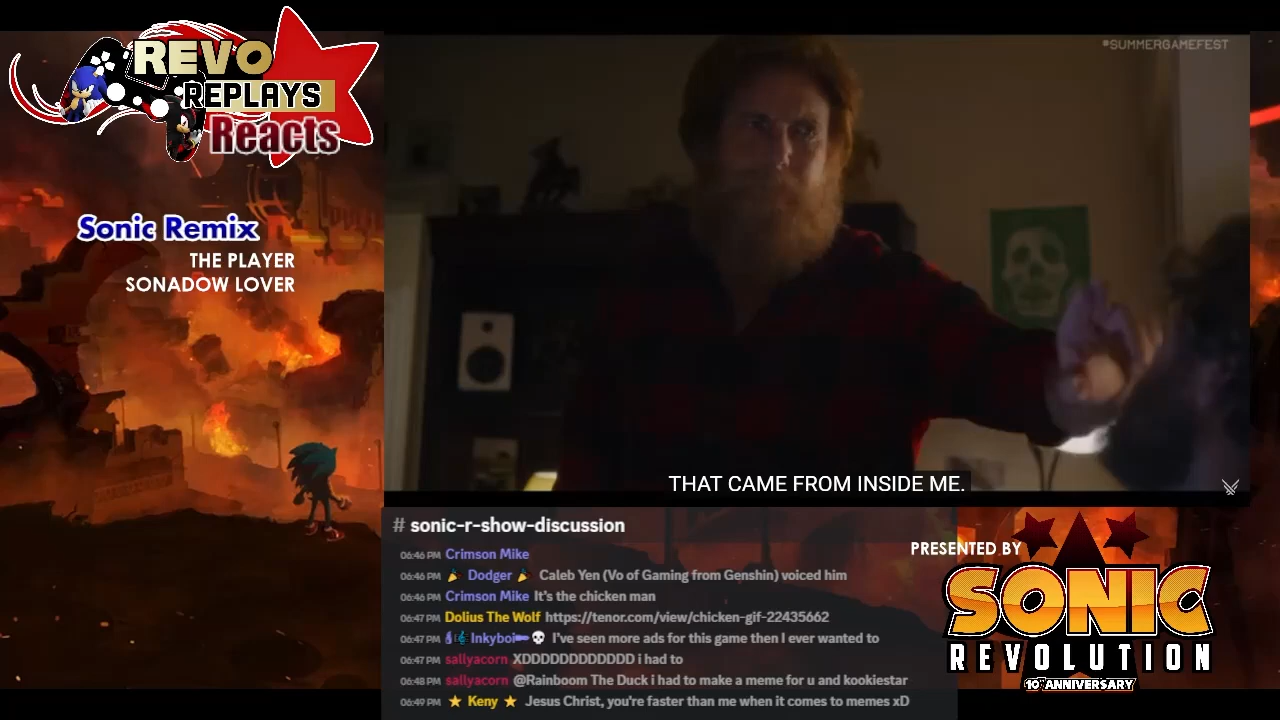 REVO
REPLAYS
Reacts
#SUMMERGAMEFEST
Sonic Remix
THE PLAYER
SONADOW LOVER
THAT CAME FROM INSIDE ME.
# sonic-r-show-discussion
06:46 PM Crimson Mike
06:46 PM 🎉 Dodger 🎉 Caleb Yen (Vo of Gaming from Genshin) voiced him
06:46 PM Crimson Mike It's the chicken man
06:47 PM Dolius The Wolf https://tenor.com/view/chicken-gif-22435662
06:47 PM Inkyboi 💀 I've seen more ads for this game then I ever wanted to
06:47 PM sallyacorn XDDDDDDDDDDDD i had to
06:48 PM sallyacorn @Rainboom The Duck i had to make a meme for u and kookiestar
06:49 PM ⭐ Keny ⭐ Jesus Christ, you're faster than me when it comes to memes xD
PRESENTED BY
SONIC
REVOLUTION
10TH ANNIVERSARY